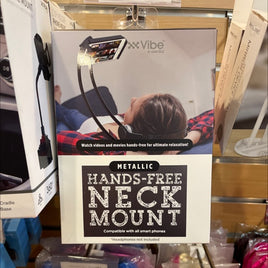 Vibe
Watch videos and movies hands-free for ultimate relaxation!
METALLIC
HANDS-FREE
NECK
MOUNT
Compatible with all smart phones
*Headphones not included